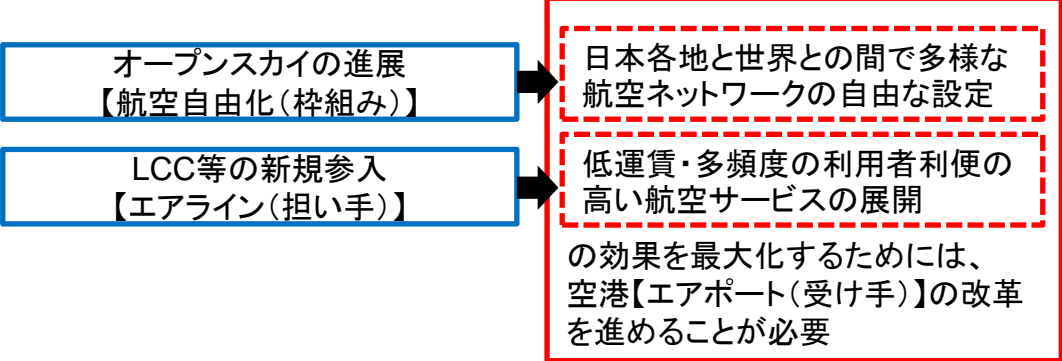 オープンスカイの進展
【航空自由化(枠組み)】
日本各地と世界との間で多様な
航空ネットワークの自由な設定
LCC等の新規参入
【エアライン(担い手)】
低運賃・多頻度の利用者利便の
高い航空サービスの展開
の効果を最大化するためには、
空港【エアポート(受け手)】の改革
を進めることが必要